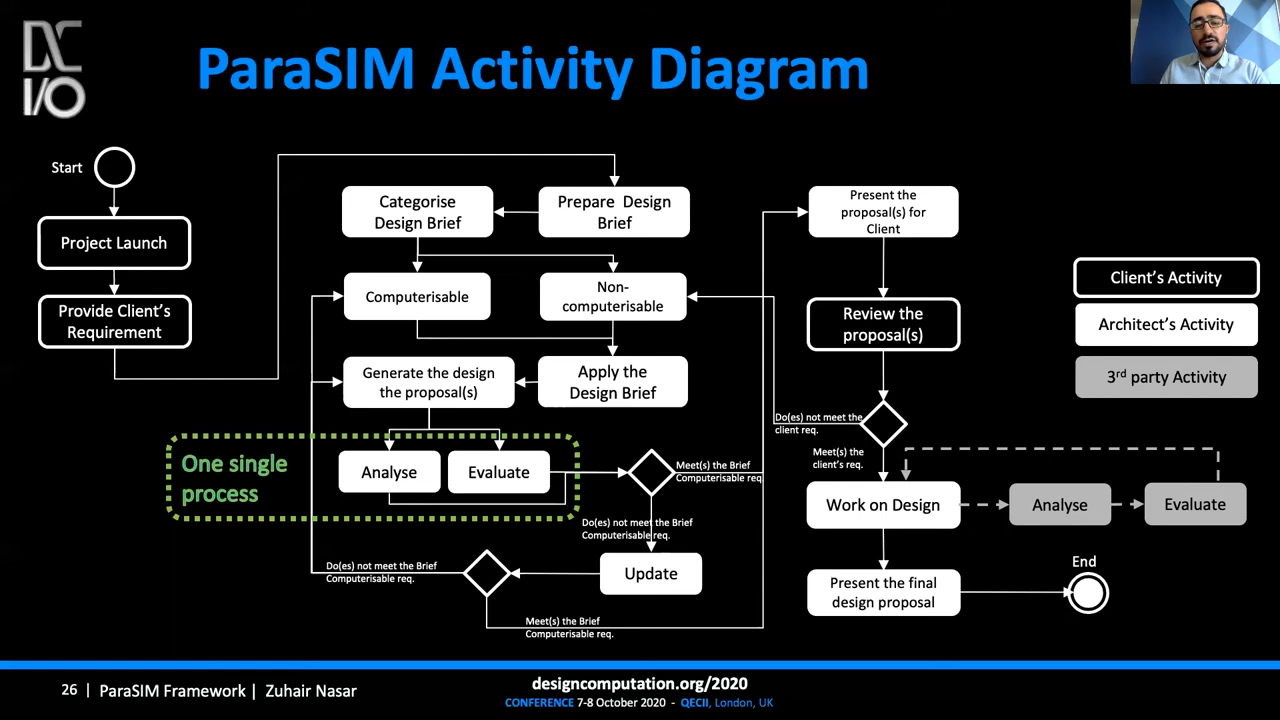 DC
I/O
ParaSIM Activity Diagram
Start
Project Launch
Provide Client's
Requirement
Categorise
Design Brief
Prepare Design
Brief
Computerisable
Non-
computerisable
Generate the design
the proposal(s)
Apply the
Design Brief
One single
process
Analyse
Evaluate
Meet(s) the Brief
Computerisable req.
Do(es) not meet the Brief
Computerisable req.
Update
Do(es) not meet the Brief
Computerisable req.
Meet(s) the Brief
Computerisable req.
Present the
proposal(s) for
Client
Review the
proposal(s)
Do(es) not meet the
client req.
Meet(s) the
client's req.
Work on Design
Analyse
Evaluate
Present the final
design proposal
End
Client's Activity
Architect's Activity
3rd party Activity
26 | ParaSIM Framework | Zuhair Nasar
designcomputation.org/2020
CONFERENCE 7-8 October 2020 - QECII, London, UK